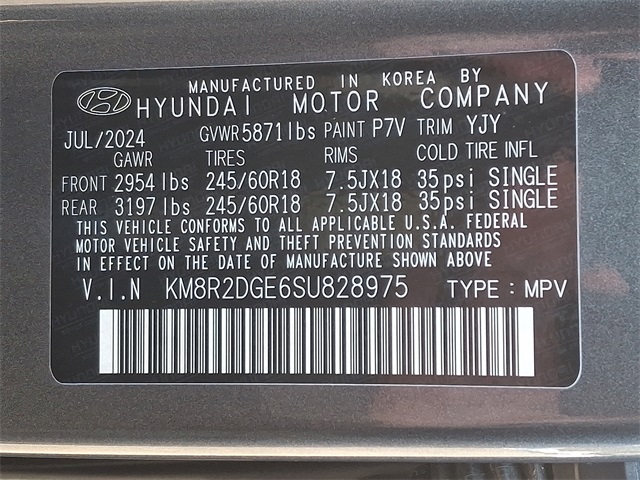 MANUFACTURED IN KOREA BY
HYUNDAI MOTOR COMPANY
JUL/2024 GVWR 5871lbs PAINT P7V TRIM YJY
GAWR TIRES RIMS COLD TIRE INFL
FRONT 2954 lbs 245/60R18 7.5JX18 35psi SINGLE
REAR 3197 lbs 245/60R18 7.5JX18 35psi SINGLE
THIS VEHICLE CONFORMS TO ALL APPLICABLE U.S.A. FEDERAL
MOTOR VEHICLE SAFETY AND THEFT PREVENTION STANDARDS
IN EFFECT ON THE DATE OF MANUFACTURE SHOWN ABOVE
V.I.N KM8R2DGE6SU828975 TYPE : MPV